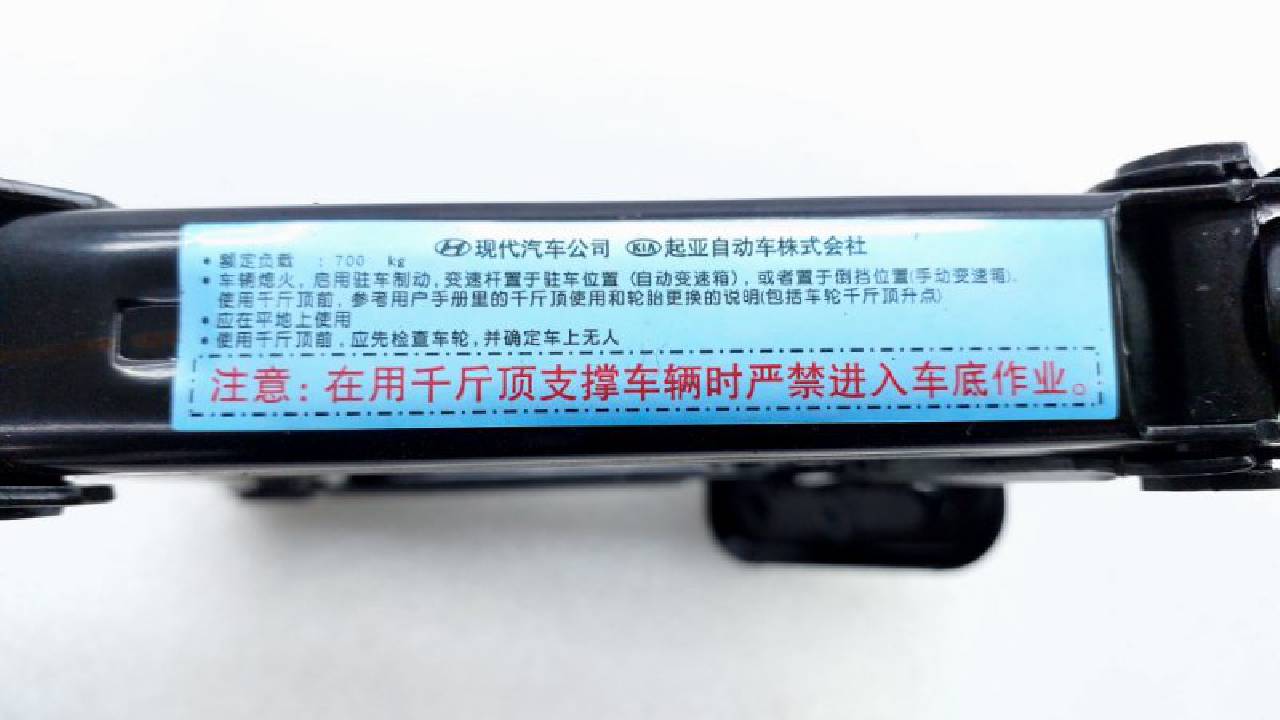 现代汽车公司 KIA 起亚自动车株式会社
• 额定负载 : 700 kg
• 车辆熄火, 启用驻车制动, 变速杆置于驻车位置 (自动变速箱), 或者置于倒挡位置(手动变速箱).
使用千斤顶前, 参考用户手册里的千斤顶使用和轮胎更换的说明(包括车轮千斤顶升点)
• 应在平地上使用
• 使用千斤顶前, 应先检查车轮, 并确定车上无人
注意: 在用千斤顶支撑车辆时严禁进入车底作业。